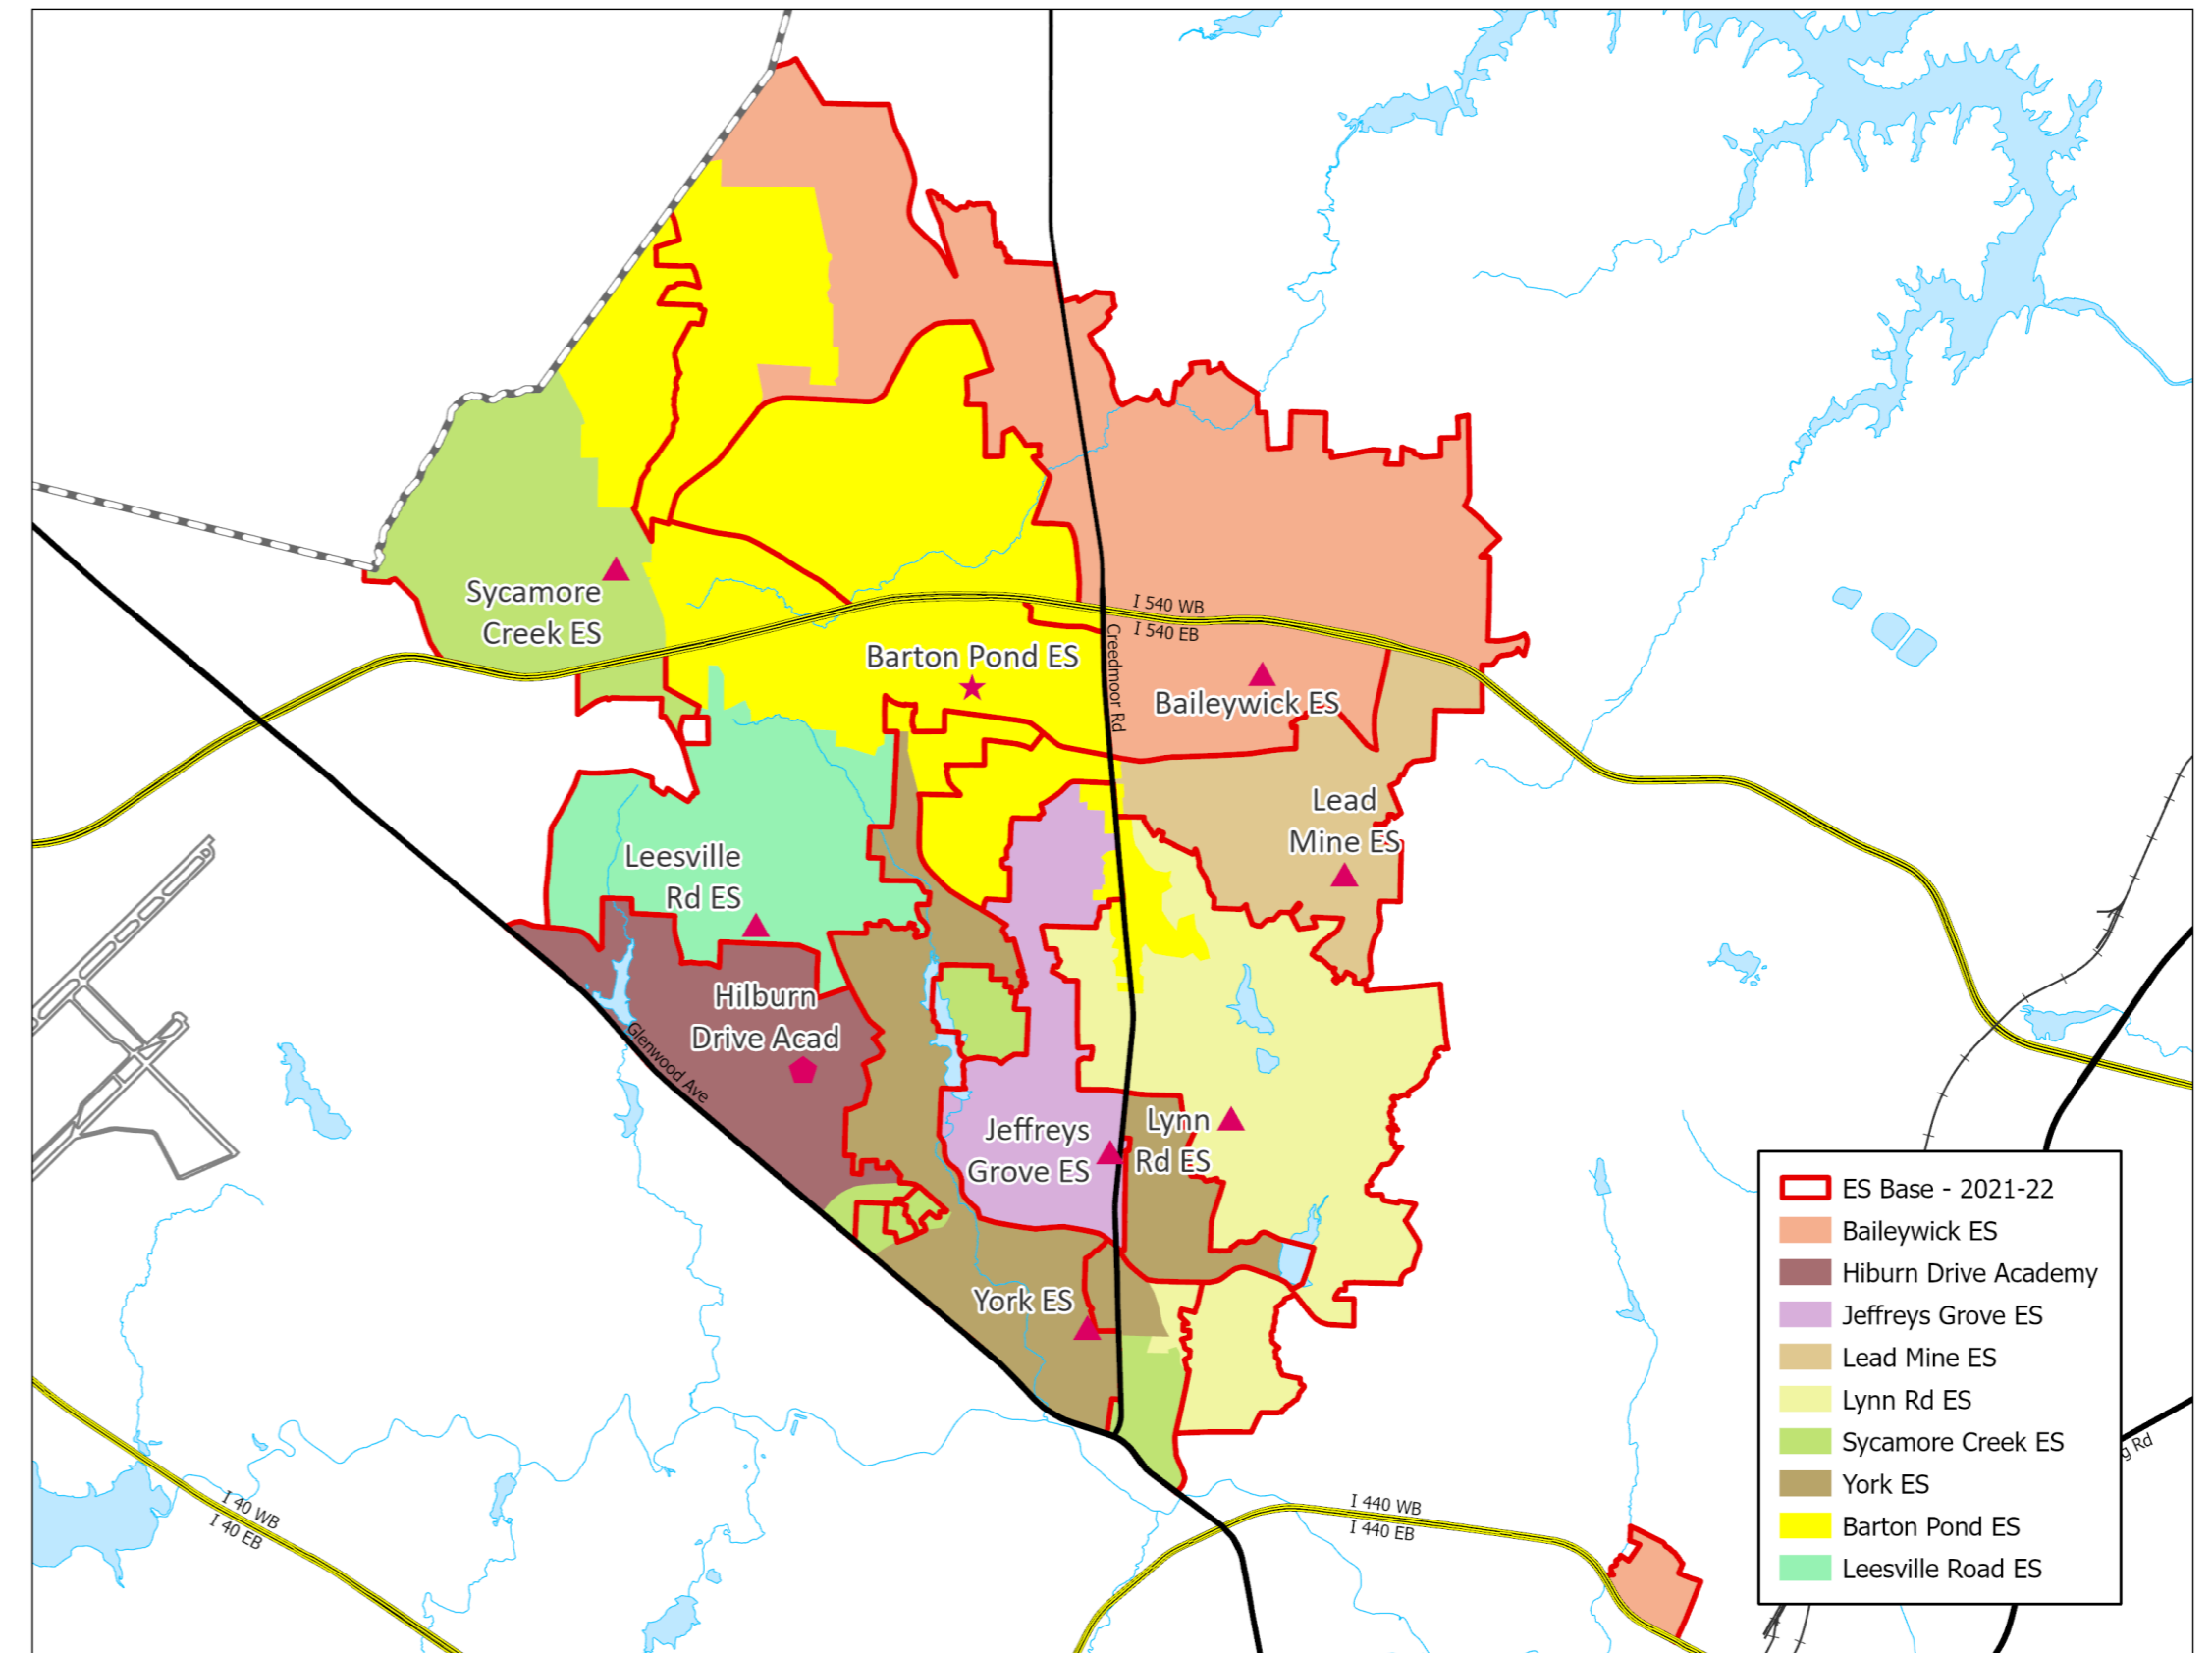 I 540 WB
I 540 EB
Creedmoor Rd
Sycamore
Creek ES
Barton Pond ES
Baileywick ES
Lead
Mine ES
Leesville
Rd ES
Hilburn
Drive Acad
Glenwood Ave
Jeffreys
Grove ES
Lynn
Rd ES
York ES
I 40 WB
I 40 EB
I 440 WB
I 440 EB
g Rd
ES Base - 2021-22
Baileywick ES
Hiburn Drive Academy
Jeffreys Grove ES
Lead Mine ES
Lynn Rd ES
Sycamore Creek ES
York ES
Barton Pond ES
Leesville Road ES